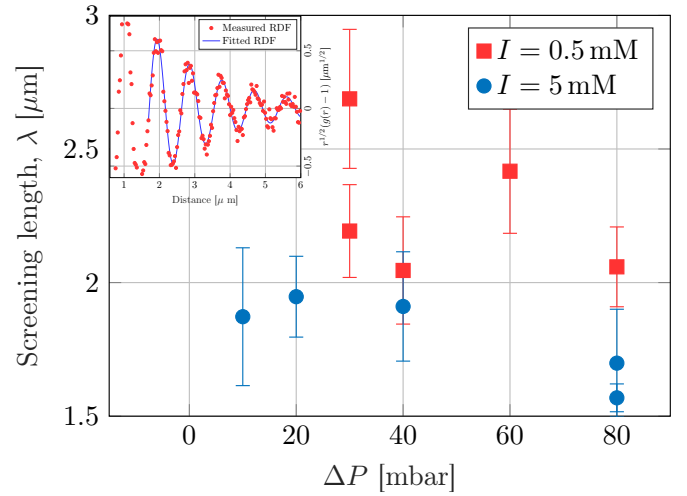 3
2.5
2
1.5
Screening length, λ [μm]
0 20 40 60 80
ΔP [mbar]
I = 0.5 mM
I = 5 mM
Measured RDF
Fitted RDF
0.5
0
−0.5
r^{1/2}(g(r) − 1) [μm^{1/2}]
1 2 3 4 5 6
Distance [μ m]